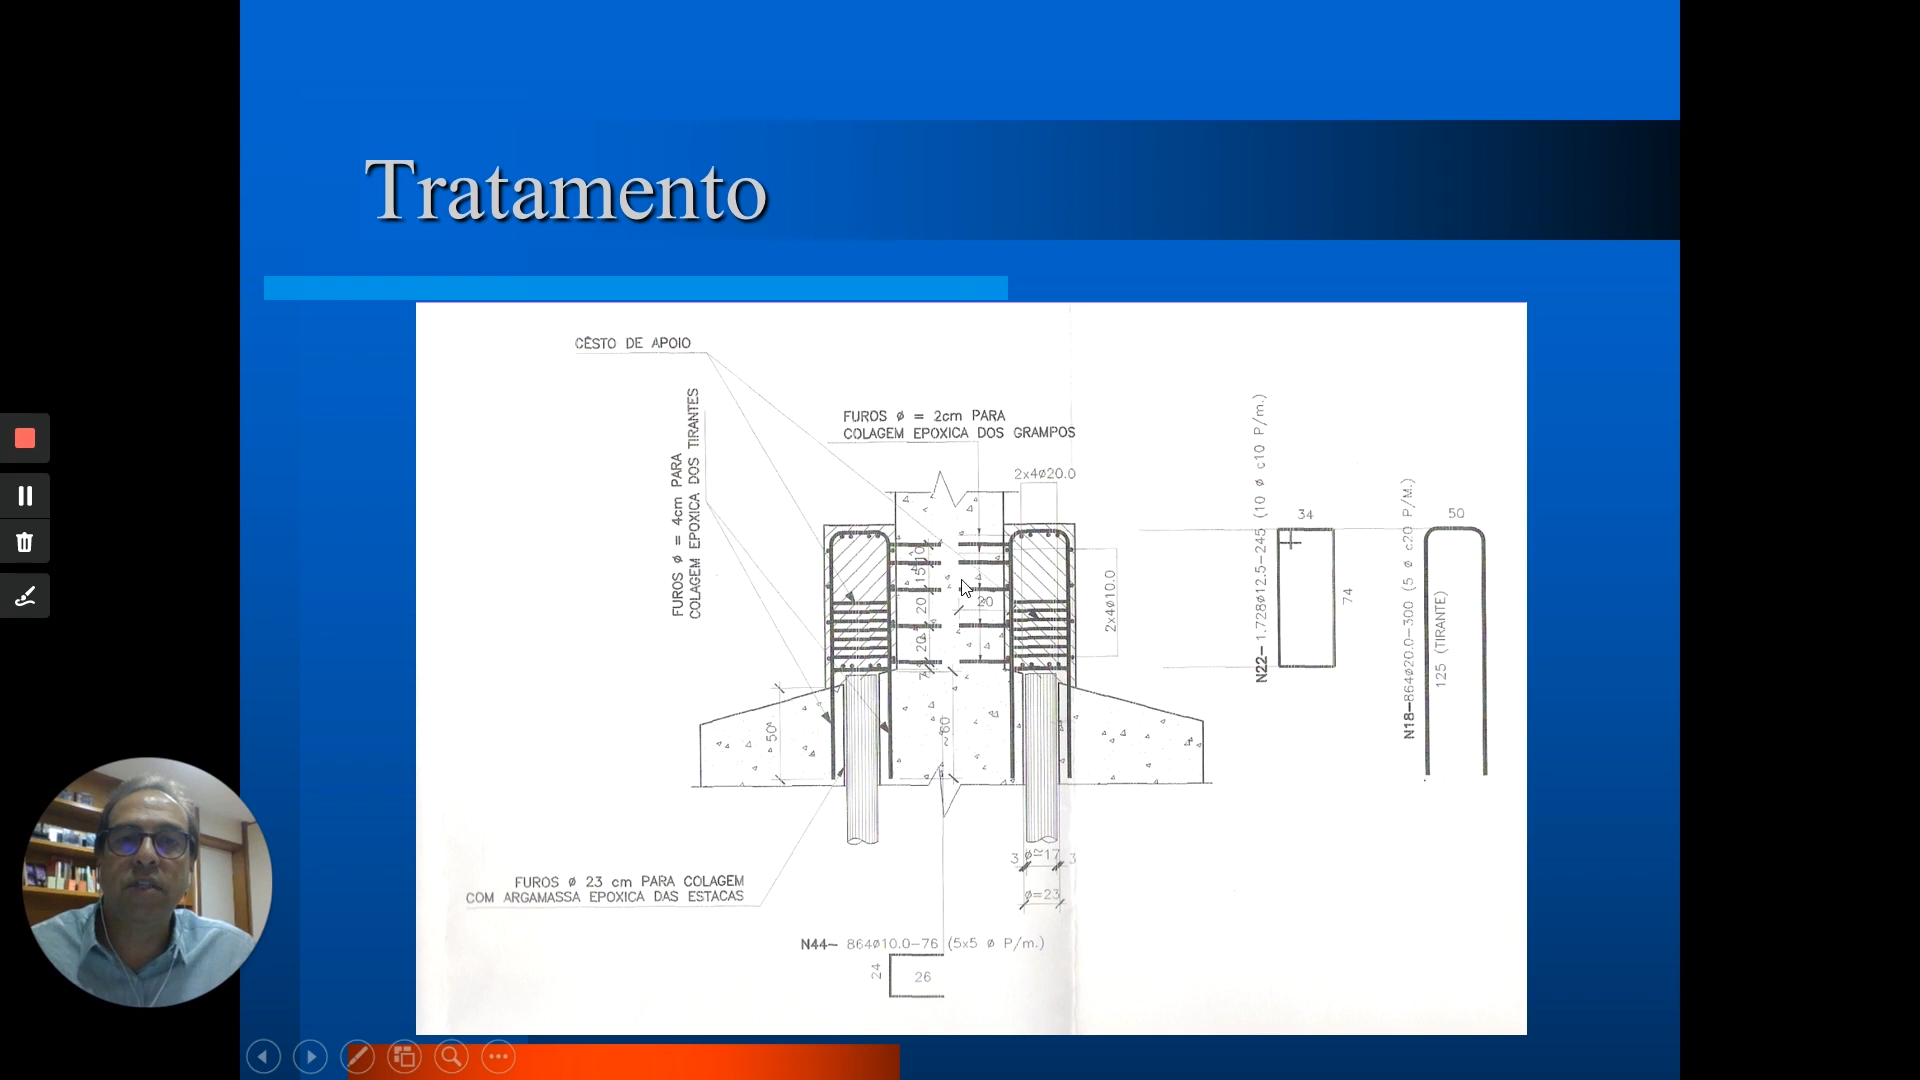 Tratamento
CÊSTO DE APOIO
FUROS ø = 4cm PARA
COLAGEM EPOXICA DOS TIRANTES
FUROS ø = 2cm PARA
COLAGEM EPOXICA DOS GRAMPOS
2x4ø20.0
10
15
20
20
7
20
2x4ø10.0
50
60
3 ø≅17 3
ø=23
FUROS ø 23 cm PARA COLAGEM
COM ARGAMASSA EPOXICA DAS ESTACAS
N44- 864ø10.0-76 (5x5 ø P/m.)
24
26
N22-1.728ø12.5-245 (10 ø c10 P/m.)
34
74
N18-864ø20.0-300 (5 ø c20 P/M.)
50
125 (TIRANTE)